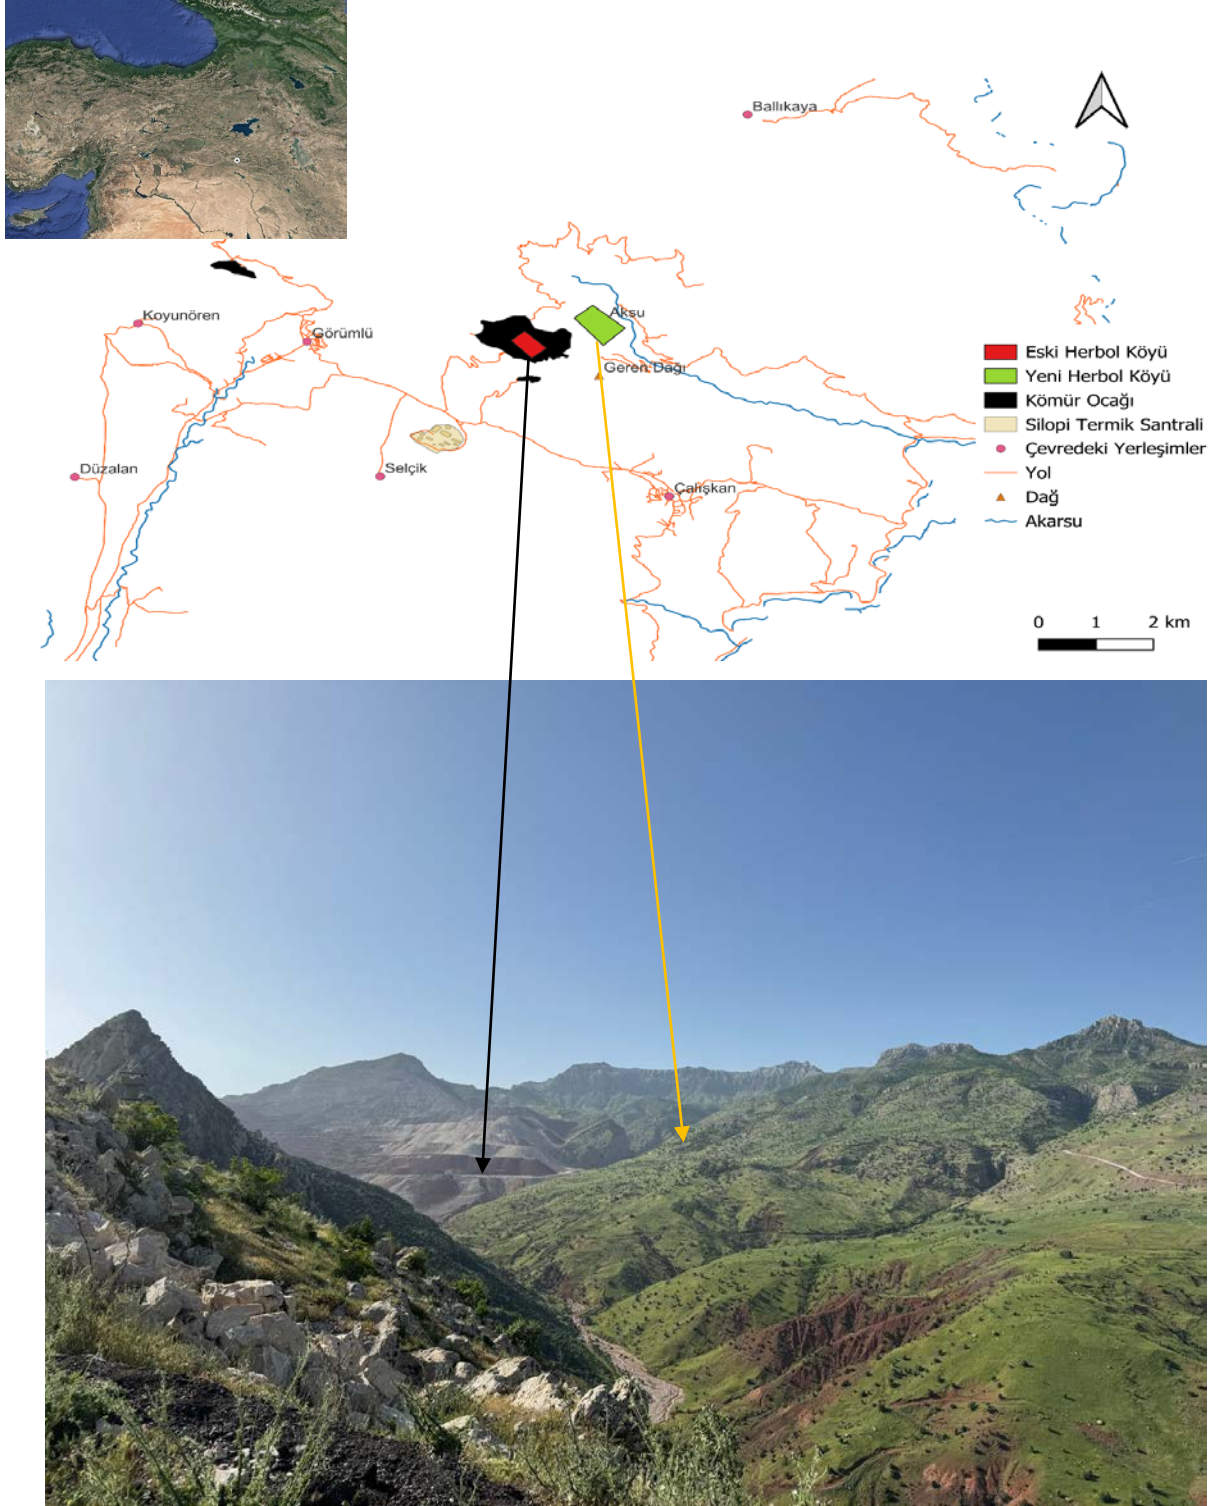 Ballıkaya
Koyunören
Görümlü
Aksu
Geren Dağı
Düzalan
Selçik
Çalışkan
Eski Herbol Köyü
Yeni Herbol Köyü
Kömür Ocağı
Silopi Termik Santrali
Çevredeki Yerleşimler
Yol
Dağ
Akarsu
0 1 2 km